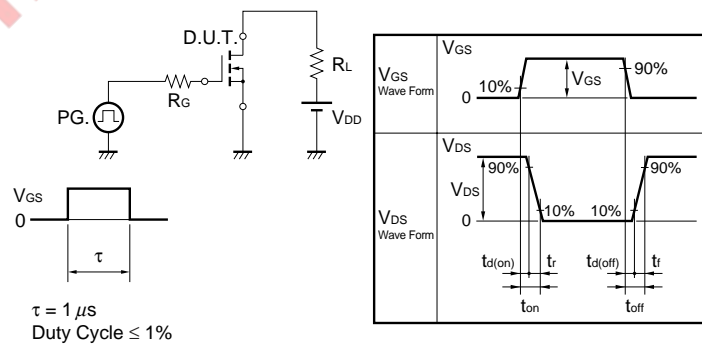 D.U.T.
RL
RG
PG.
VDD
VGS
0
τ
τ = 1 μs
Duty Cycle ≤ 1%
VGS
Wave Form
VGS
10%
0
VGS
90%
VDS
Wave Form
VDS
90%
VDS
0
10%
10%
90%
td(on)
tr
td(off)
tf
ton
toff